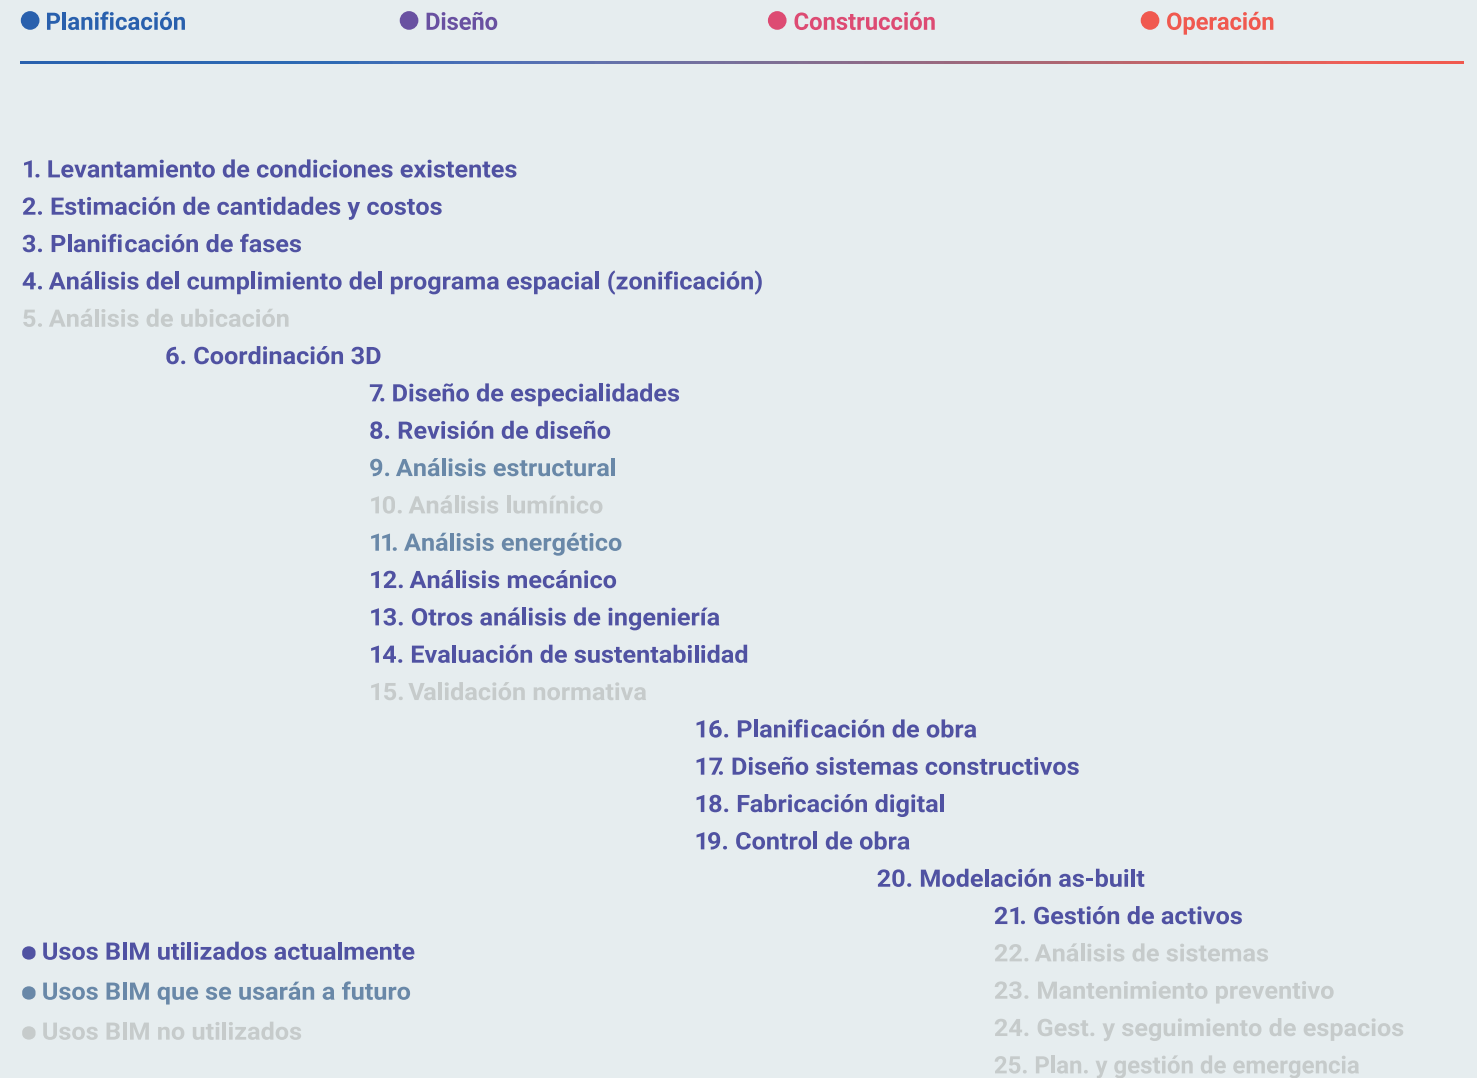 Planificación
Diseño
Construcción
Operación
1. Levantamiento de condiciones existentes
2. Estimación de cantidades y costos
3. Planificación de fases
4. Análisis del cumplimiento del programa espacial (zonificación)
5. Análisis de ubicación
6. Coordinación 3D
7. Diseño de especialidades
8. Revisión de diseño
9. Análisis estructural
10. Análisis lumínico
11. Análisis energético
12. Análisis mecánico
13. Otros análisis de ingeniería
14. Evaluación de sustentabilidad
15. Validación normativa
16. Planificación de obra
17. Diseño sistemas constructivos
18. Fabricación digital
19. Control de obra
20. Modelación as-built
21. Gestión de activos
22. Análisis de sistemas
23. Mantenimiento preventivo
24. Gest. y seguimiento de espacios
25. Plan. y gestión de emergencia
Usos BIM utilizados actualmente
Usos BIM que se usarán a futuro
Usos BIM no utilizados